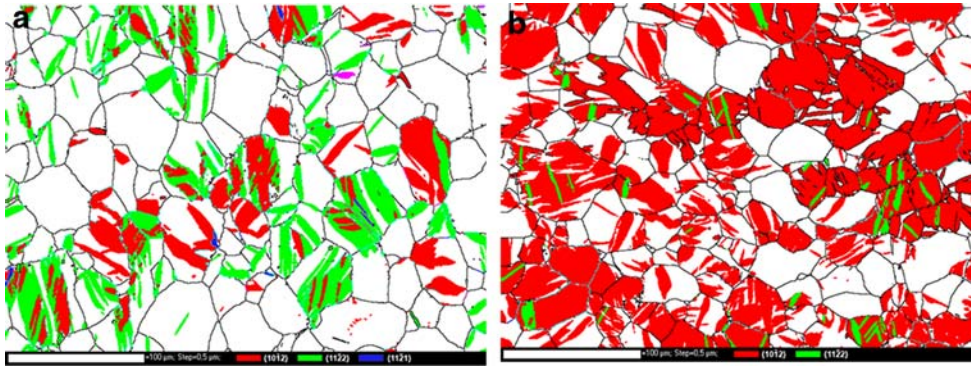 a
b
=100 µm; Step=0.5 µm; (1012) (1122) (1121)
=100 µm; Step=0.5 µm; (1012) (1122)